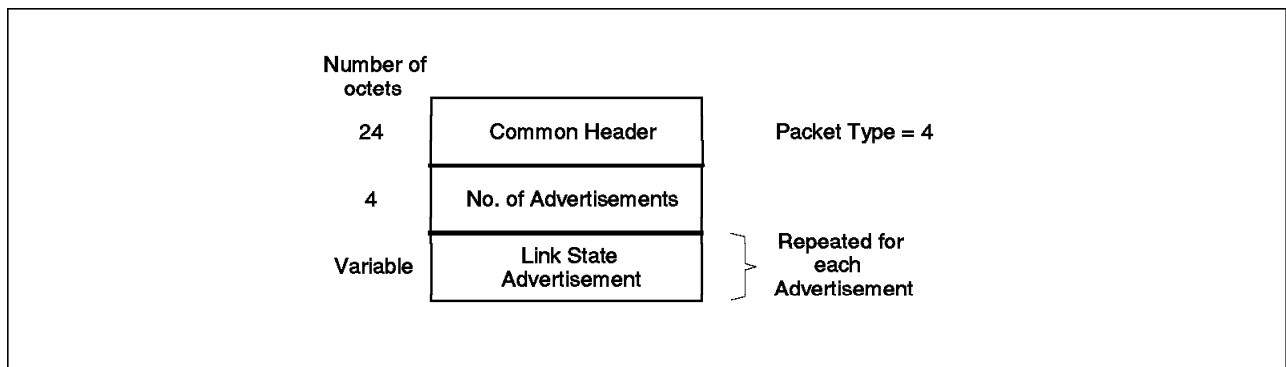 Number of
octets
24
Common Header
Packet Type = 4
4
No. of Advertisements
Variable
Link State
Advertisement
Repeated for
each
Advertisement